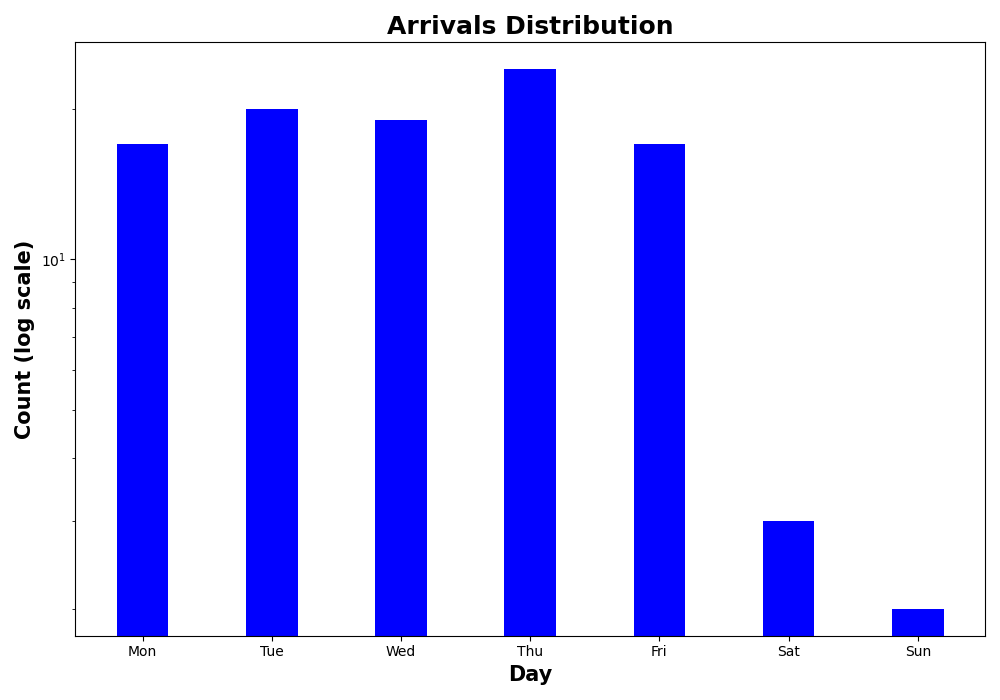 Arrivals Distribution
Count (log scale)
10¹
Mon Tue Wed Thu Fri Sat Sun
Day